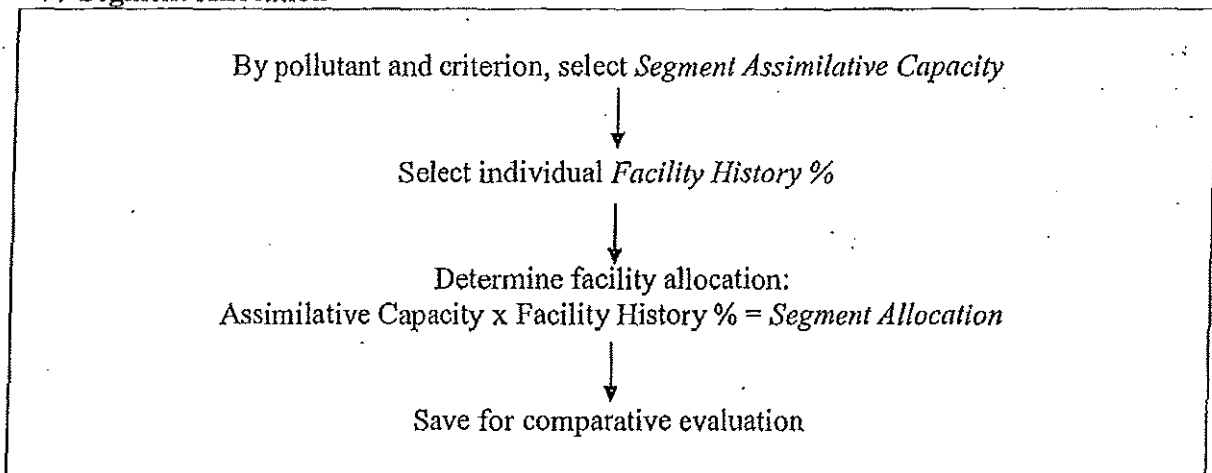 By pollutant and criterion, select Segment Assimilative Capacity
Select individual Facility History %
Determine facility allocation:
Assimilative Capacity x Facility History % = Segment Allocation
Save for comparative evaluation